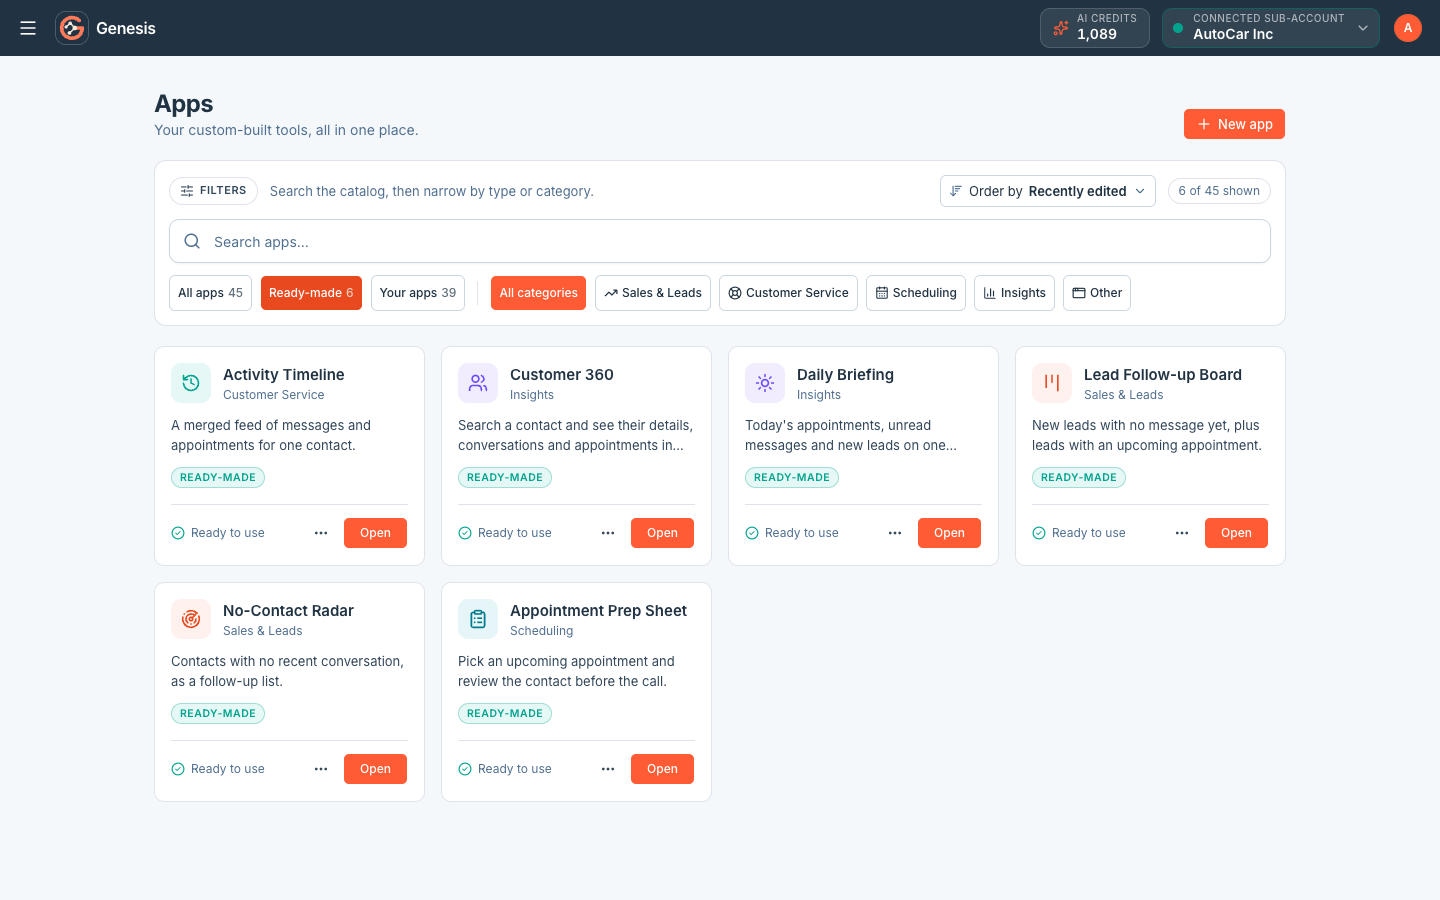 Genesis
AI CREDITS
1,089
CONNECTED SUB-ACCOUNT
AutoCar Inc
A
Apps
Your custom-built tools, all in one place.
New app
FILTERS
Search the catalog, then narrow by type or category.
Order by Recently edited
6 of 45 shown
Search apps...
All apps 45
Ready-made 6
Your apps 39
All categories
Sales & Leads
Customer Service
Scheduling
Insights
Other
Activity Timeline
Customer Service
A merged feed of messages and
appointments for one contact.
READY-MADE
Ready to use
Open
Customer 360
Insights
Search a contact and see their details,
conversations and appointments in...
READY-MADE
Ready to use
Open
Daily Briefing
Insights
Today's appointments, unread
messages and new leads on one...
READY-MADE
Ready to use
Open
Lead Follow-up Board
Sales & Leads
New leads with no message yet, plus
leads with an upcoming appointment.
READY-MADE
Ready to use
Open
No-Contact Radar
Sales & Leads
Contacts with no recent conversation,
as a follow-up list.
READY-MADE
Ready to use
Open
Appointment Prep Sheet
Scheduling
Pick an upcoming appointment and
review the contact before the call.
READY-MADE
Ready to use
Open